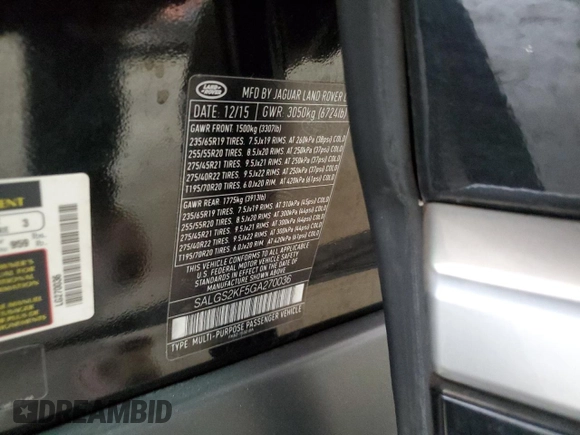 LAND ROVER
MFD BY JAGUAR LAND ROVER
DATE: 12/15 GWR 3050kg (6724lb)
GAWR FRONT 1500kg (3307lb)
235/65R19 TIRES. 7.5Jx19 RIMS AT 260kPa (38psi) COLD
255/55R20 TIRES. 8.5Jx20 RIMS AT 250kPa (37psi) COLD
275/45R21 TIRES. 9.5Jx21 RIMS AT 250kPa (37psi) COLD
275/40R22 TIRES. 9.5Jx22 RIMS AT 250kPa (37psi) COLD
T195/70R20 TIRES. 6.0Jx20 RIM AT 420kPa (61psi) COLD
GAWR REAR 1775kg (3913lb)
235/65R19 TIRES. 7.5Jx19 RIMS AT 310kPa (45psi) COLD
255/55R20 TIRES. 8.5Jx20 RIMS AT 300kPa (44psi) COLD
275/45R21 TIRES. 9.5Jx21 RIMS AT 300kPa (44psi) COLD
275/40R22 TIRES. 9.5Jx22 RIMS AT 300kPa (44psi) COLD
T195/70R20 TIRES. 6.0Jx20 RIM AT 420kPa (61psi) COLD
THIS VEHICLE CONFORMS TO ALL APPLICABLE
FEDERAL MOTOR VEHICLE SAFETY
STANDARDS IN EFFECT ON THE DATE OF
MANUFACTURE SHOWN ABOVE
SALGS2KF5GA270036
TYPE: MULTI-PURPOSE PASSENGER VEHICLE
3
LG270036
DREAMBID